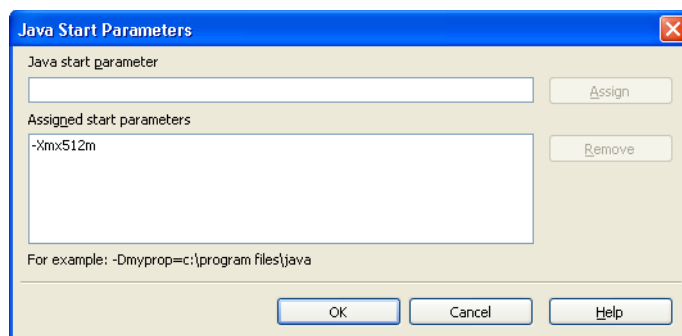 Java Start Parameters
Java start parameter
Assign
Assigned start parameters
-Xmx512m
Remove
For example: -Dmyprop=c:\program files\java
OK
Cancel
Help